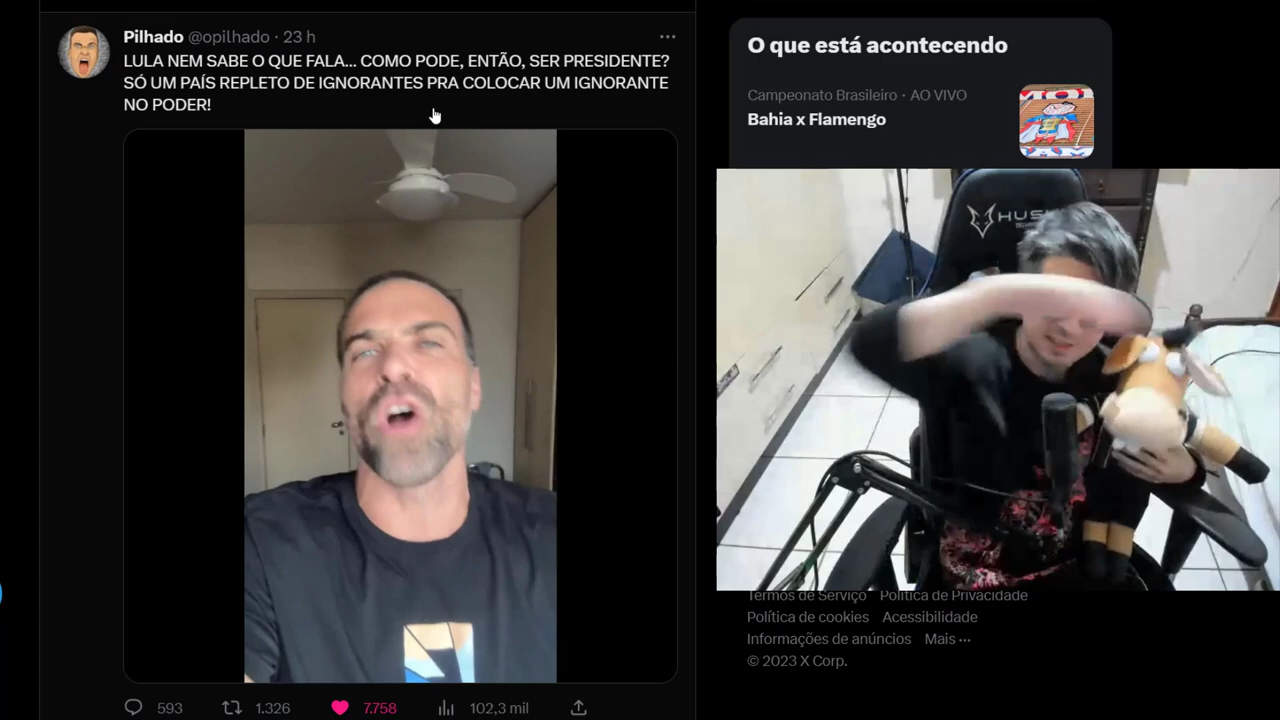 Pilhado @opilhado · 23 h
LULA NEM SABE O QUE FALA... COMO PODE, ENTÃO, SER PRESIDENTE?
SÓ UM PAÍS REPLETO DE IGNORANTES PRA COLOCAR UM IGNORANTE
NO PODER!
593 1.326 7.758 102,3 mil
O que está acontecendo
Campeonato Brasileiro · AO VIVO
Bahia x Flamengo
Termos de Serviço Política de Privacidade
Política de cookies Acessibilidade
Informações de anúncios Mais ···
© 2023 X Corp.